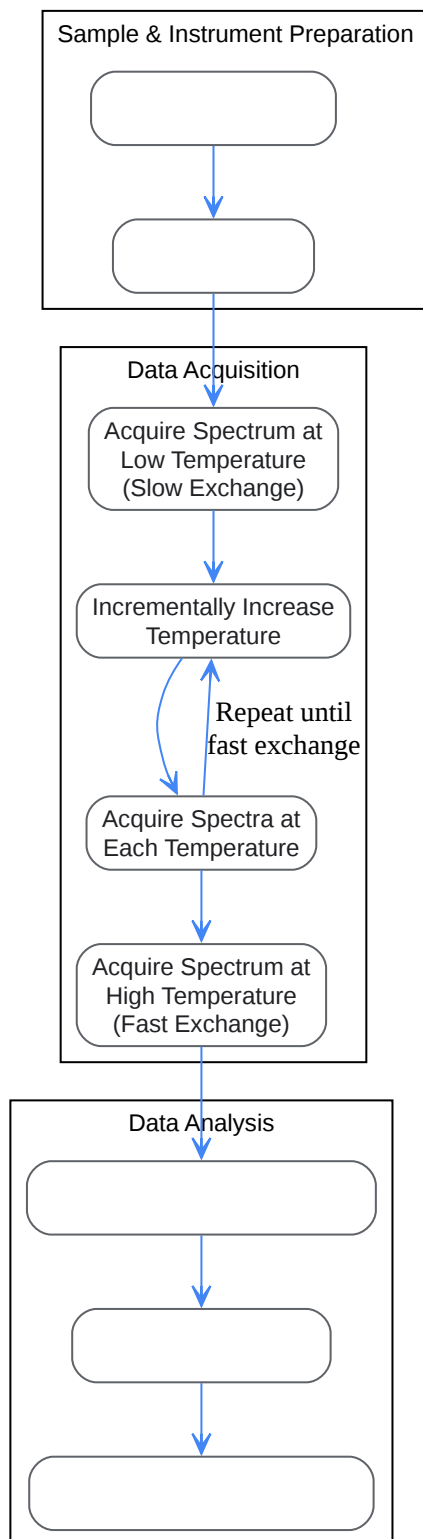 Sample & Instrument Preparation
Data Acquisition
Acquire Spectrum at
Low Temperature
(Slow Exchange)
Incrementally Increase
Temperature
Repeat until
fast exchange
Acquire Spectra at
Each Temperature
Acquire Spectrum at
High Temperature
(Fast Exchange)
Data Analysis